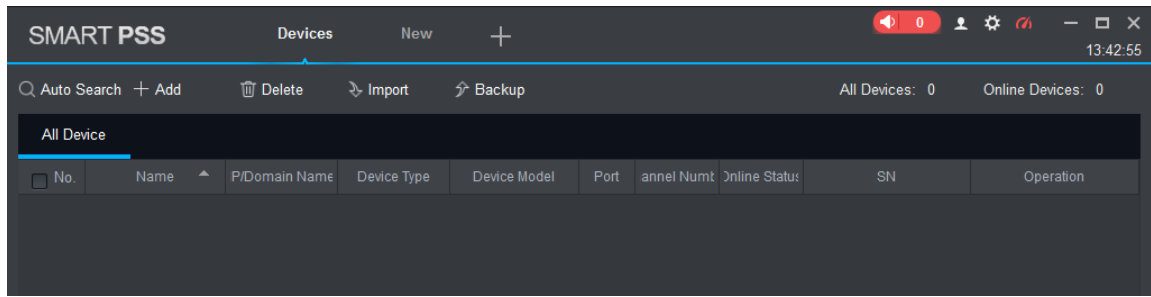 SMART PSS Devices New 0
13:42:55
Auto Search Add Delete Import Backup All Devices: 0 Online Devices: 0
All Device
No. Name P/Domain Name Device Type Device Model Port annel Numb Online Status SN Operation